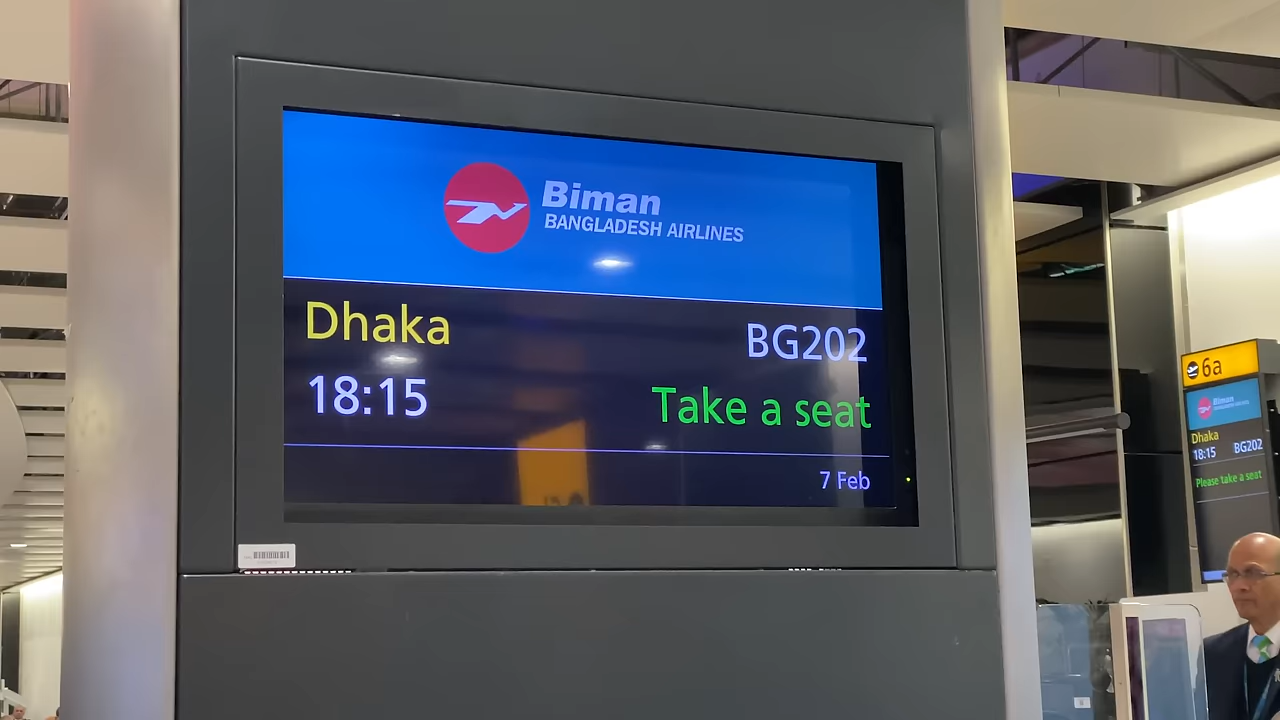 Biman
BANGLADESH AIRLINES
Dhaka
BG202
18:15
Take a seat
7 Feb
6a
Biman
Dhaka
18:15 BG202
Please take a seat